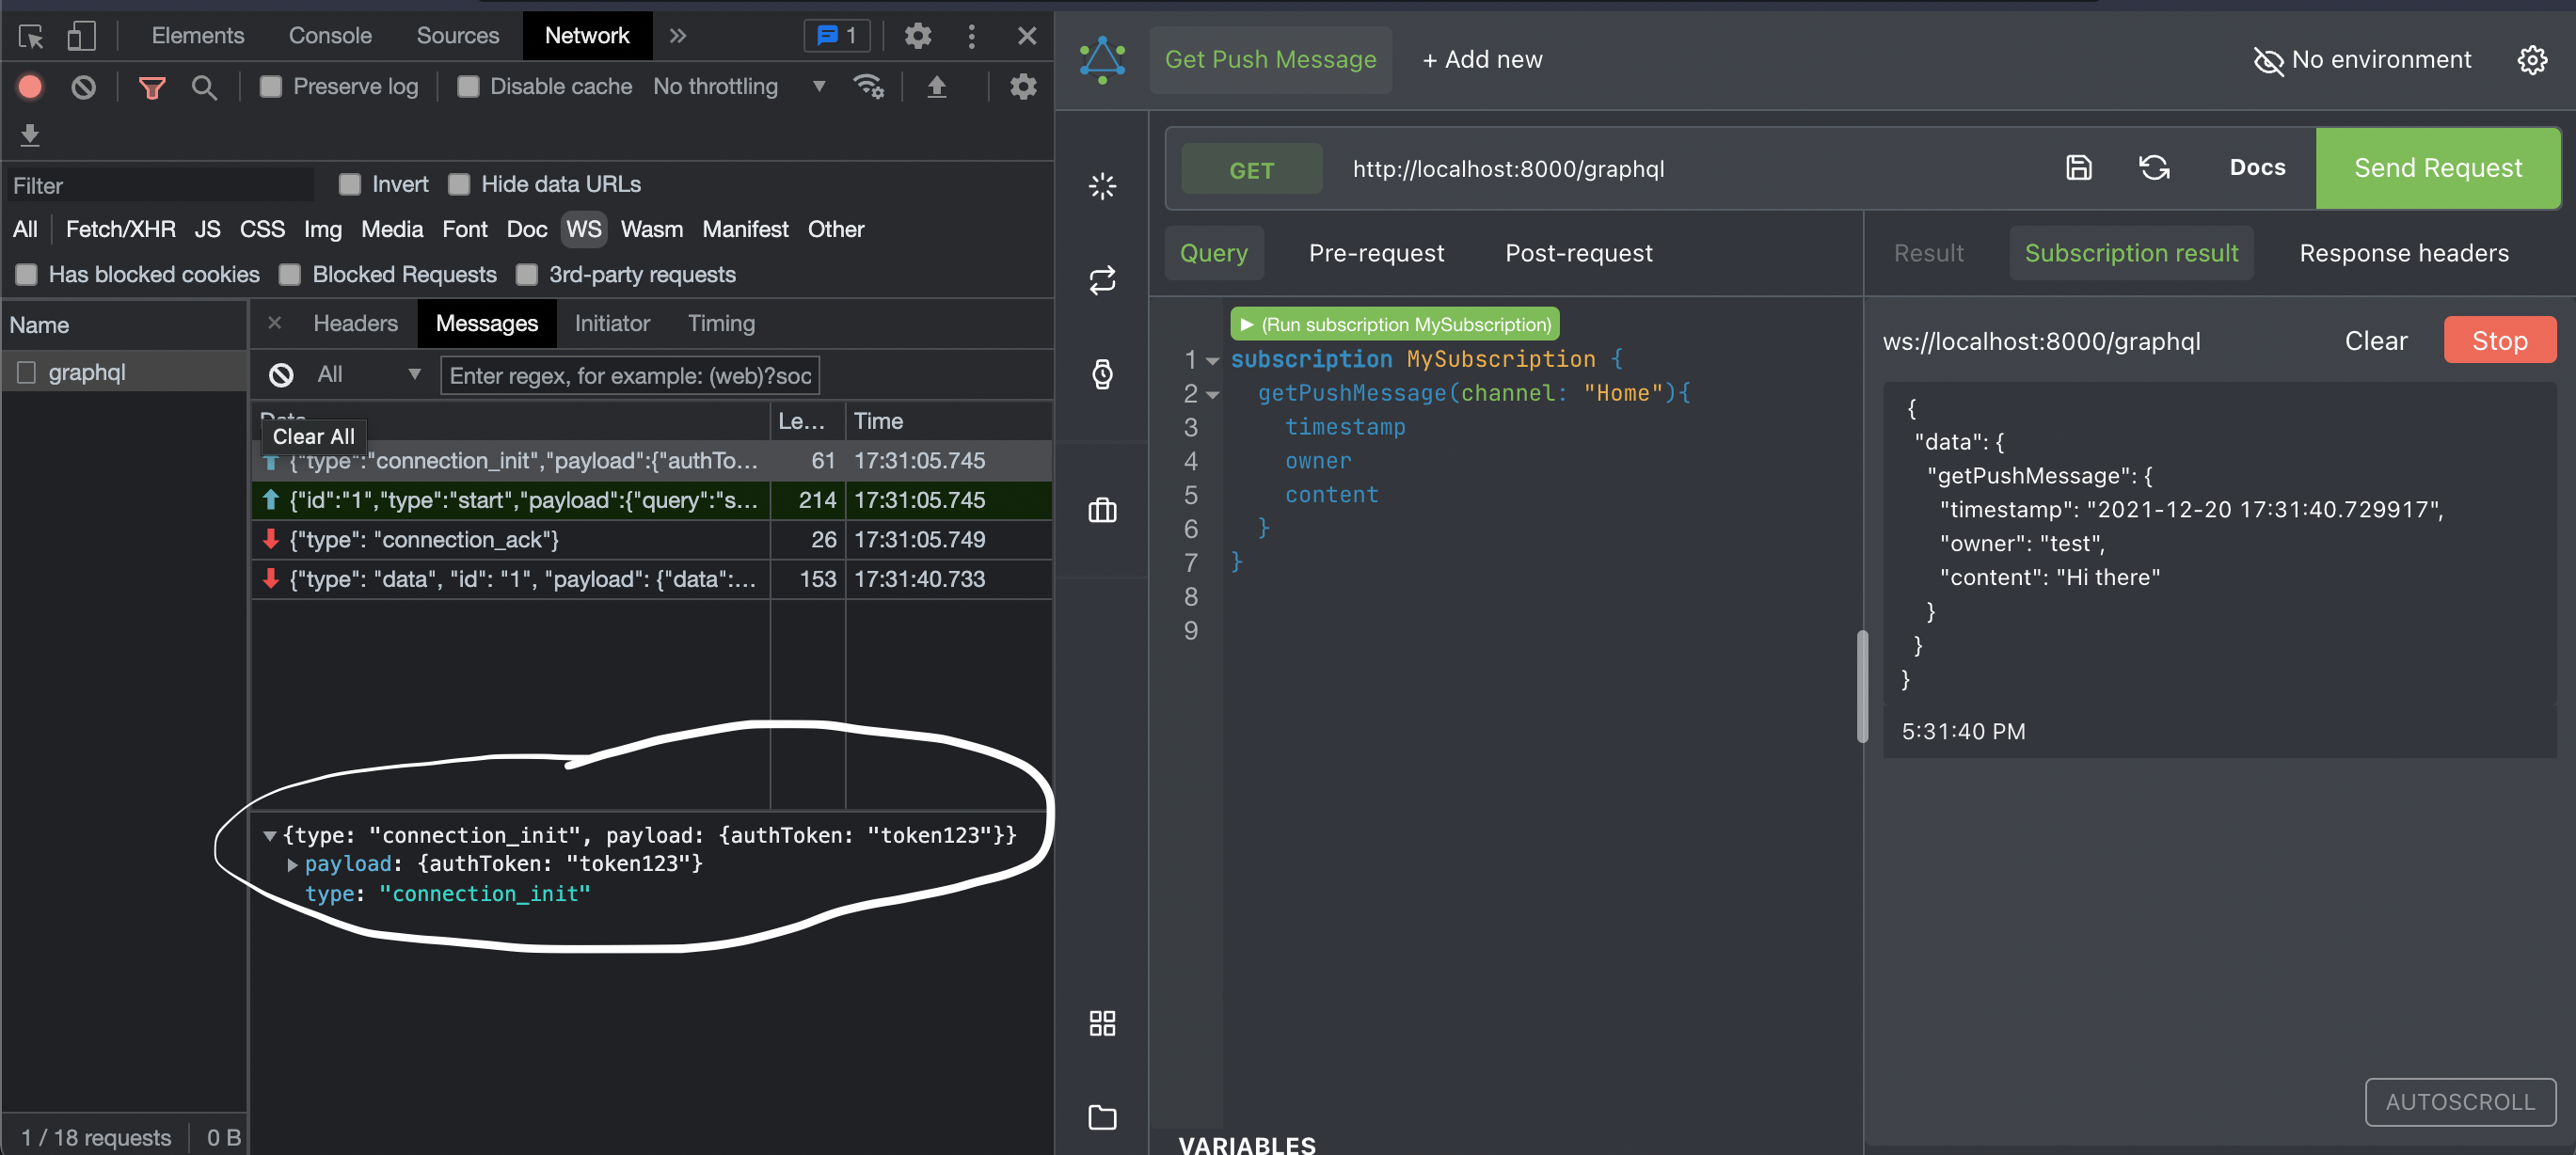 Elements Console Sources Network » 1
Preserve log Disable cache No throttling
Filter Invert Hide data URLs
All Fetch/XHR JS CSS Img Media Font Doc WS Wasm Manifest Other
Has blocked cookies Blocked Requests 3rd-party requests
Name
graphql
× Headers Messages Initiator Timing
All Enter regex, for example: (web)?soc
Data Le... Time
Clear All
{"type":"connection_init","payload":{"authTo... 61 17:31:05.745
{"id":"1","type":"start","payload":{"query":"s... 214 17:31:05.745
{"type": "connection_ack"} 26 17:31:05.749
{"type": "data", "id": "1", "payload": {"data":... 153 17:31:40.733
{type: "connection_init", payload: {authToken: "token123"}}
payload: {authToken: "token123"}
type: "connection_init"
1 / 18 requests 0 B
Get Push Message + Add new No environment
GET http://localhost:8000/graphql Docs Send Request
Query Pre-request Post-request
(Run subscription MySubscription)
1 subscription MySubscription {
2 getPushMessage(channel: "Home"){
3 timestamp
4 owner
5 content
6 }
7 }
8
9
VARIABLES
Result Subscription result Response headers
ws://localhost:8000/graphql Clear Stop
{
"data": {
"getPushMessage": {
"timestamp": "2021-12-20 17:31:40.729917",
"owner": "test",
"content": "Hi there"
}
}
}
5:31:40 PM
AUTOSCROLL